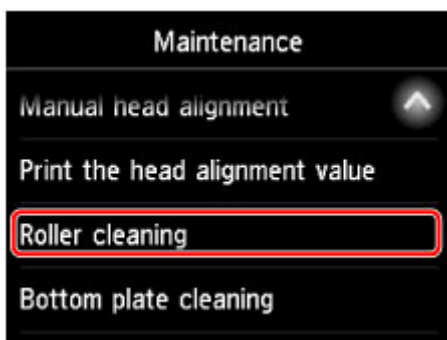 Maintenance
Manual head alignment
Print the head alignment value
Roller cleaning
Bottom plate cleaning